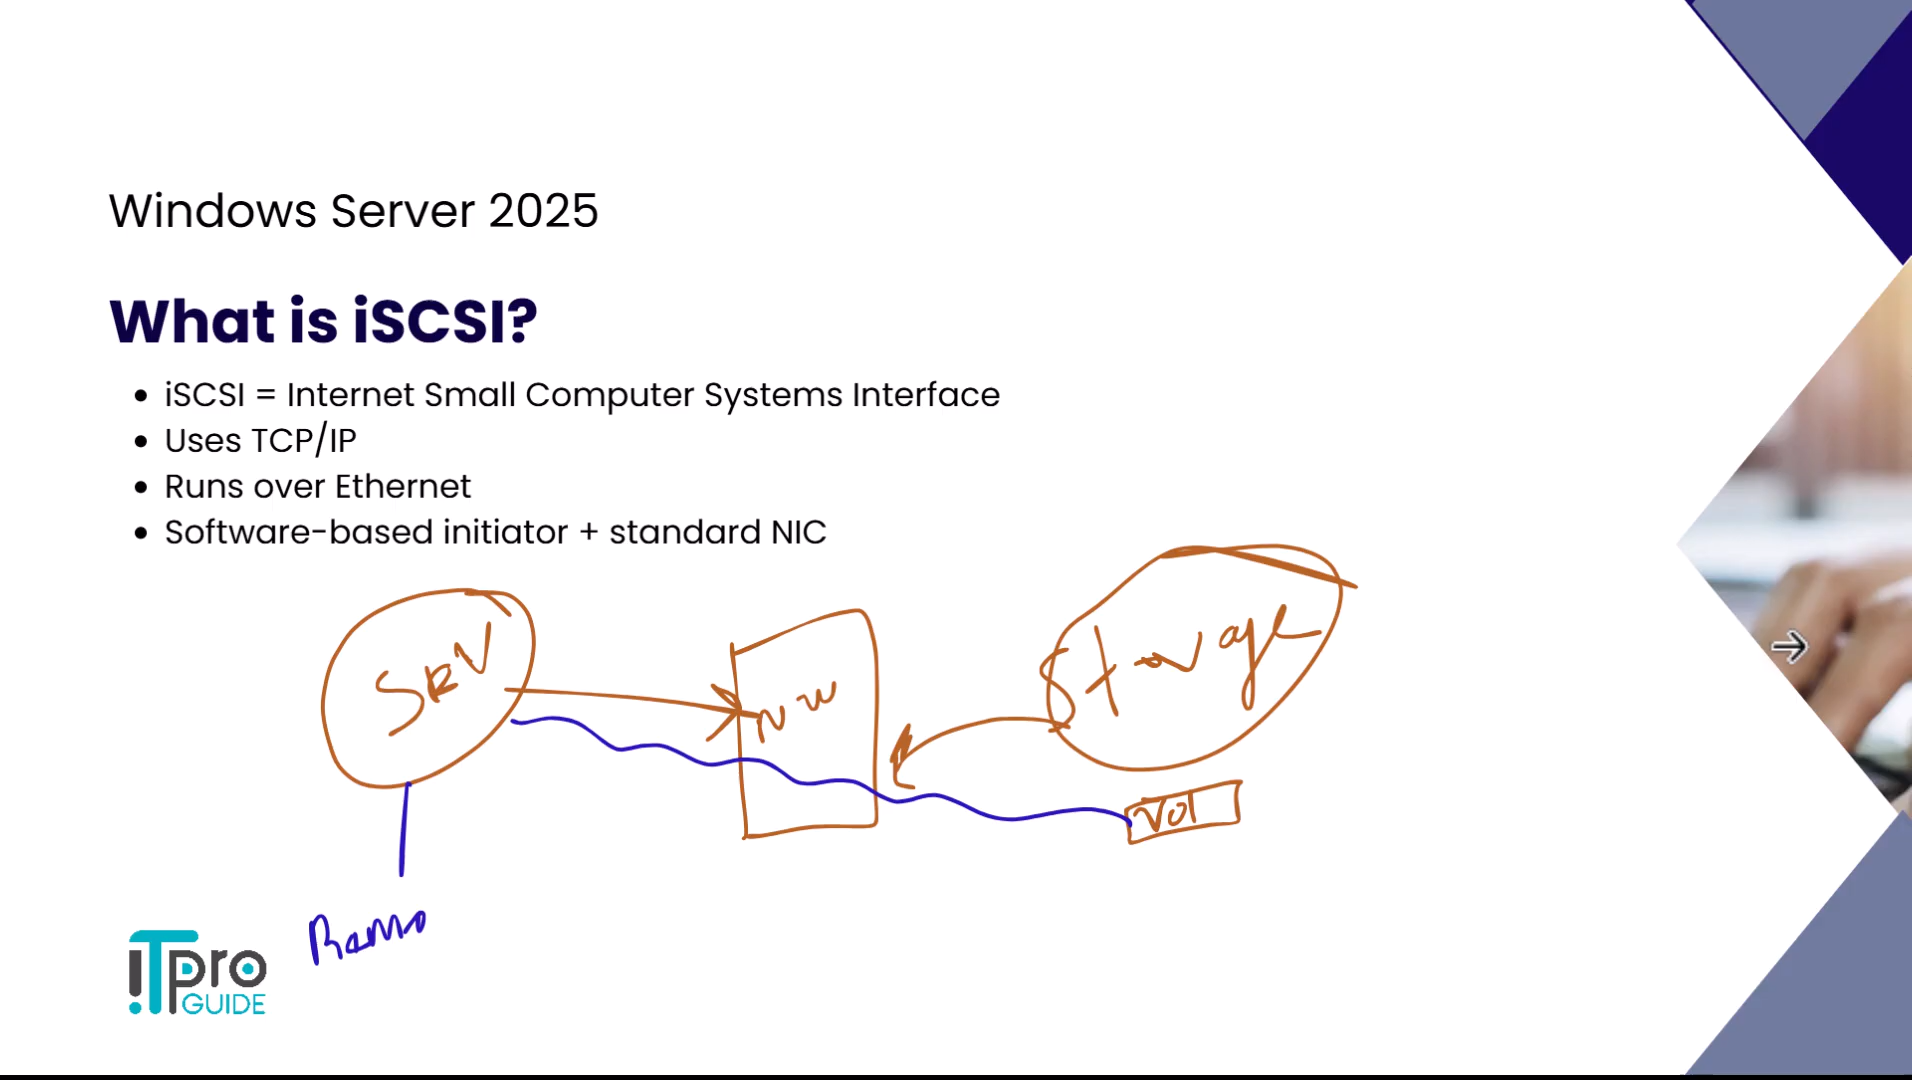 Windows Server 2025
What is iSCSI?
• iSCSI = Internet Small Computer Systems Interface
• Uses TCP/IP
• Runs over Ethernet
• Software-based initiator + standard NIC
SRV
NW
Storage
Vol
Remo
iTpro
GUIDE